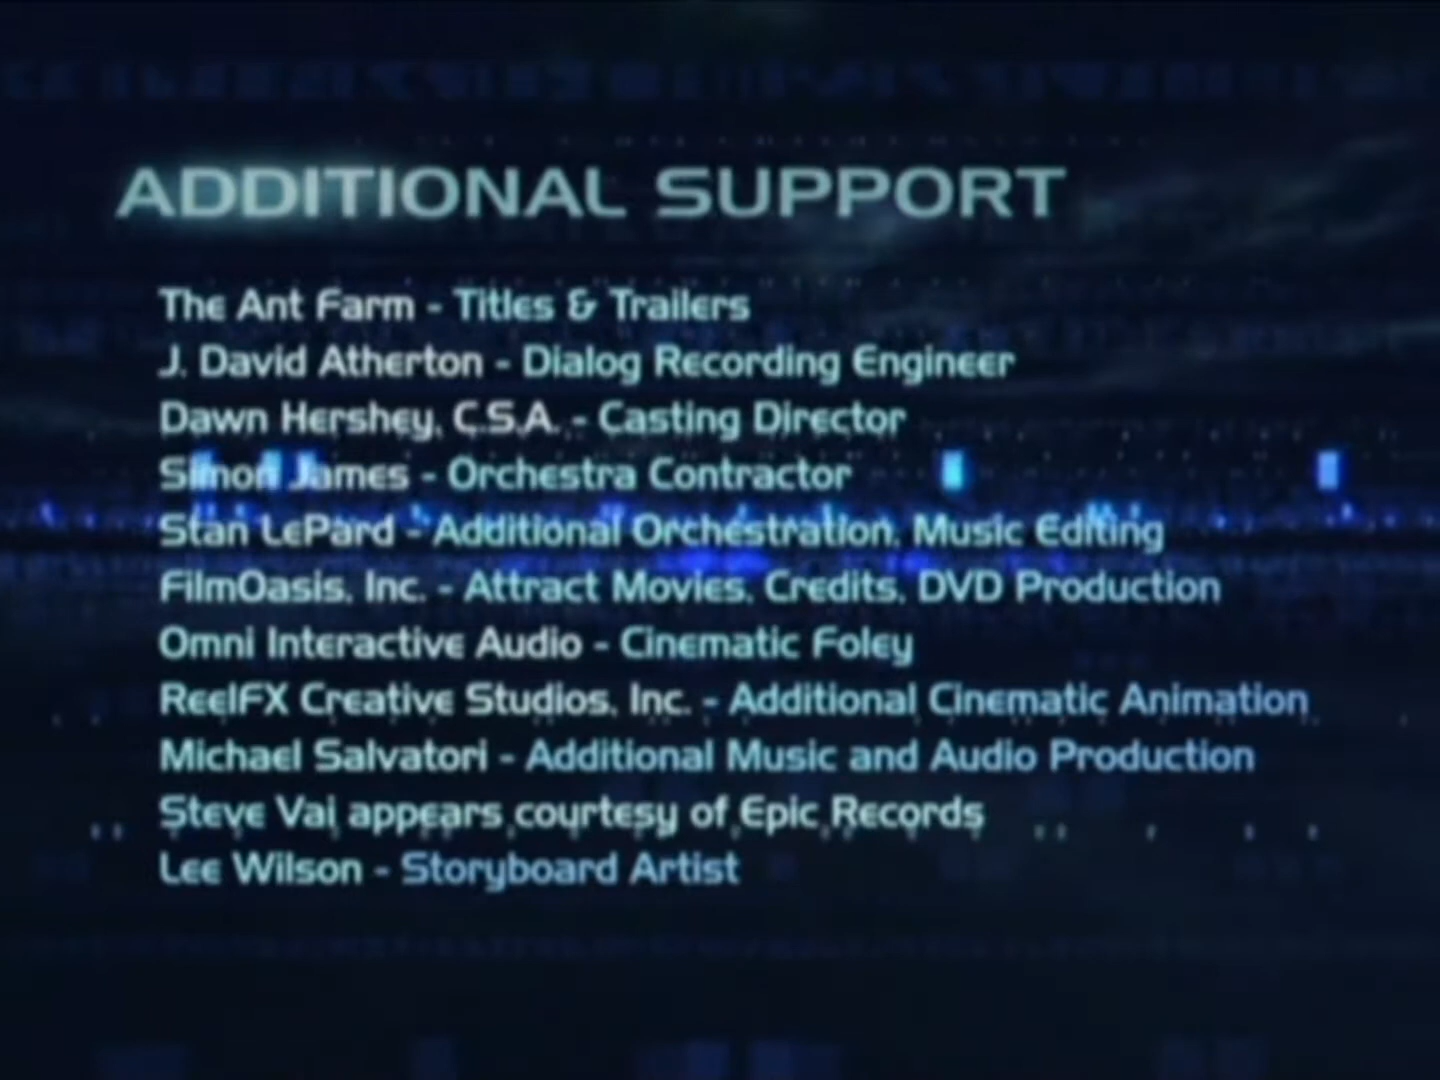 ADDITIONAL SUPPORT
The Ant Farm - Titles & Trailers
J. David Atherton - Dialog Recording Engineer
Dawn Hershey, C.S.A. - Casting Director
Simon James - Orchestra Contractor
Stan LePard - Additional Orchestration, Music Editing
FilmOasis, Inc. - Attract Movies, Credits, DVD Production
Omni Interactive Audio - Cinematic Foley
ReelFX Creative Studios, Inc. - Additional Cinematic Animation
Michael Salvatori - Additional Music and Audio Production
Steve Vai appears courtesy of Epic Records
Lee Wilson - Storyboard Artist